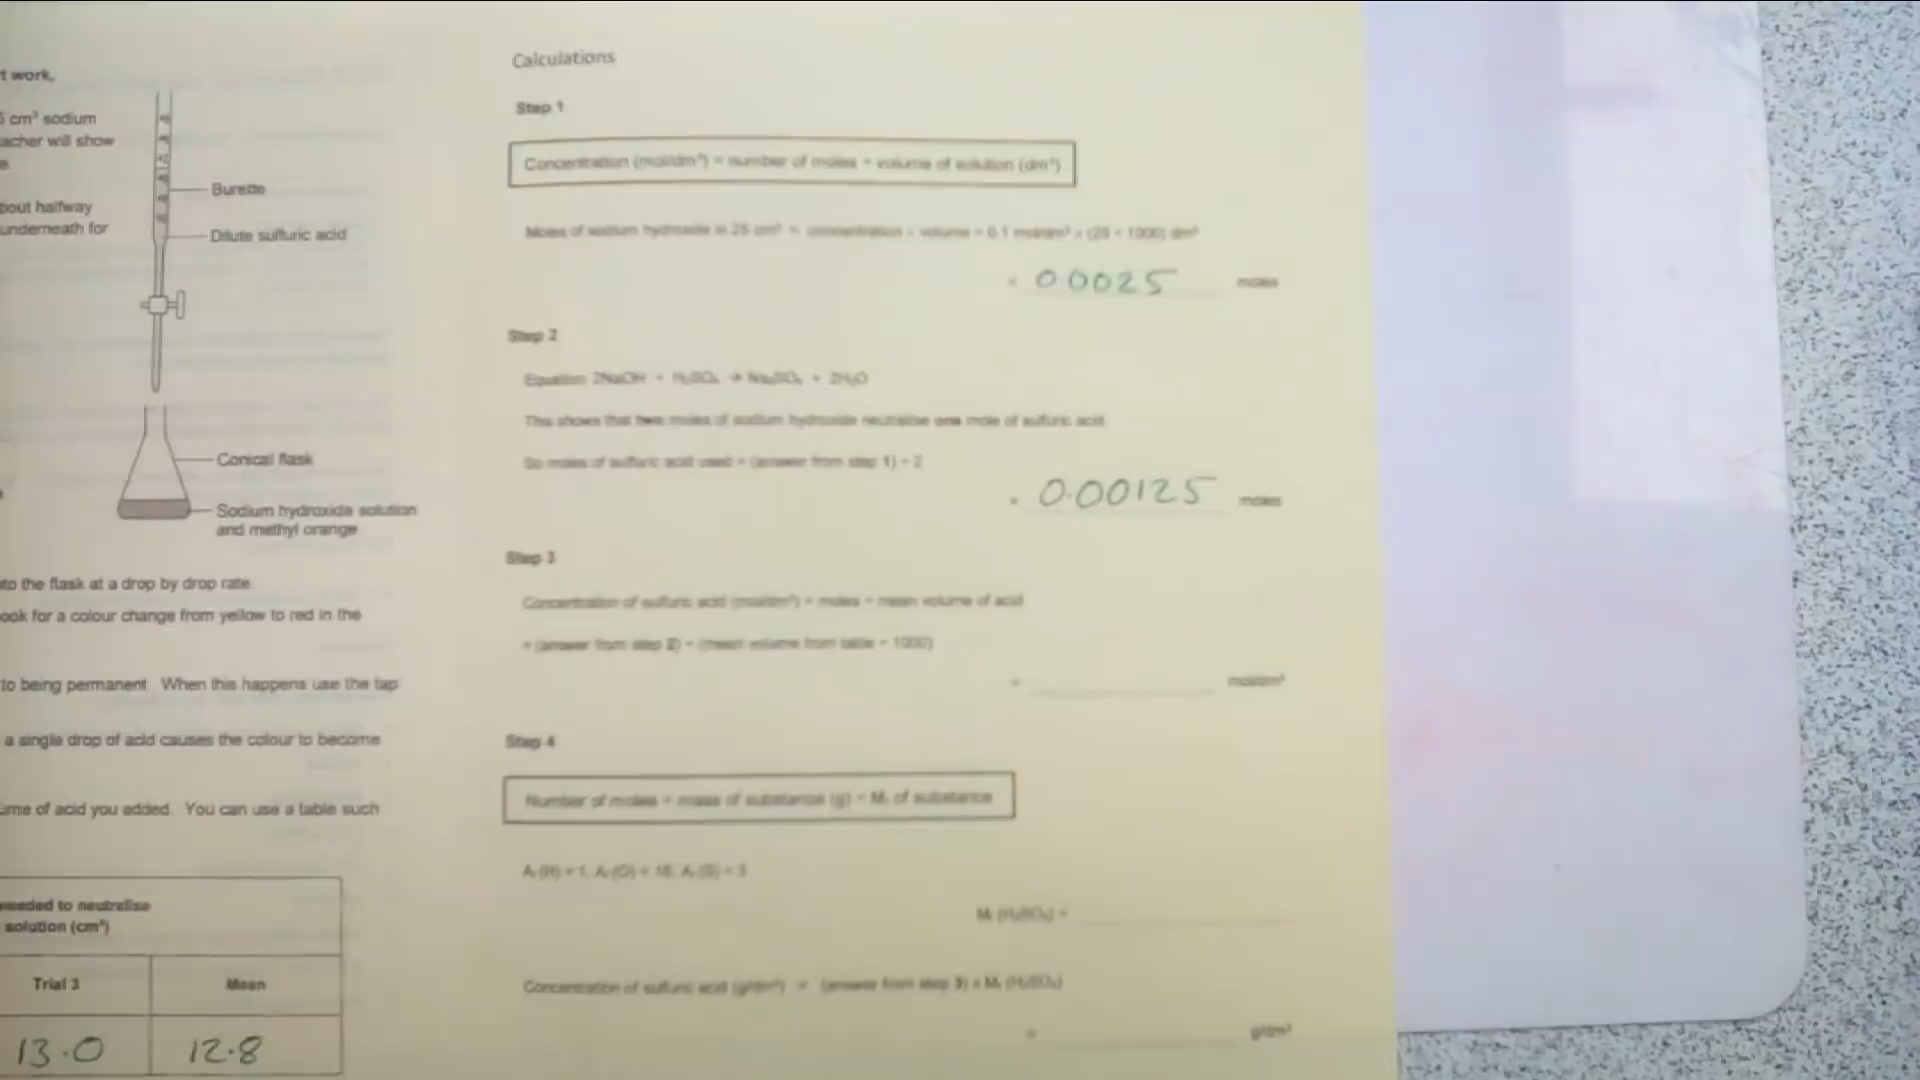 t work,
5 cm³ sodium
acher will show
bout halfway
underneath for
Burette
Dilute sulfuric acid
Conical flask
Sodium hydroxide solution
and methyl orange
to the flask at a drop by drop rate.
ook for a colour change from yellow to red in the
to being permanent. When this happens use the tap
a single drop of acid causes the colour to become
ume of acid you added. You can use a table such
needed to neutralise
solution (cm³)
Trial 3
Mean
13.0
12.8
Calculations
Step 1
Concentration (mol/dm³) = number of moles ÷ volume of solution (dm³)
Moles of sodium hydroxide in 25 cm³ = concentration × volume = 0.1 mol/dm³ x (25 ÷ 1000) dm³
= 0.0025 moles
Step 2
Equation: 2NaOH + H₂SO₄ → Na₂SO₄ + 2H₂O
This shows that two moles of sodium hydroxide neutralise one mole of sulfuric acid.
So moles of sulfuric acid used = (answer from step 1) ÷ 2
= 0.00125 moles
Step 3
Concentration of sulfuric acid (mol/dm³) = moles ÷ mean volume of acid
= (answer from step 2) ÷ (mean volume from table ÷ 1000)
= mol/dm³
Step 4
Number of moles = mass of substance (g) ÷ Mᵣ of substance
Aᵣ (H) = 1; Aᵣ (O) = 16; Aᵣ (S) = 3
Mᵣ (H₂SO₄) =
Concentration of sulfuric acid (g/dm³) = (answer from step 3) x Mᵣ (H₂SO₄)
= g/dm³